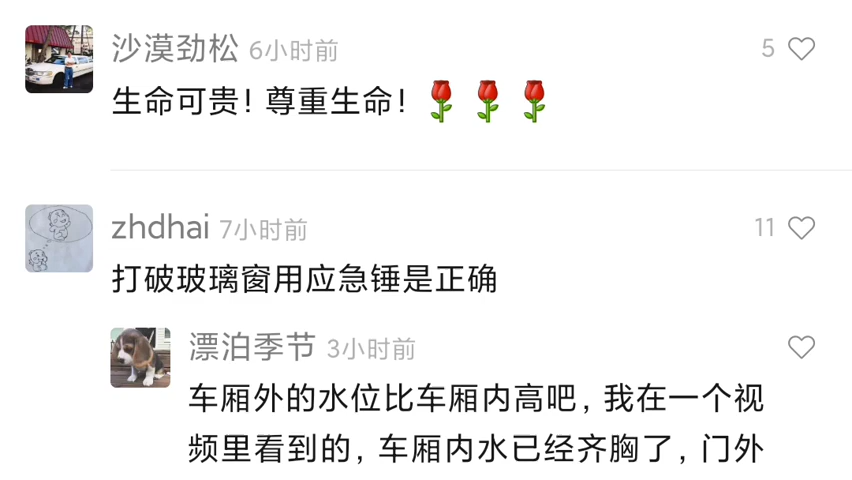 沙漠劲松 6小时前 5
生命可贵！尊重生命！🌹🌹🌹
zhdhai 7小时前 11
打破玻璃窗用应急锤是正确
漂泊季节 3小时前
车厢外的水位比车厢内高吧，我在一个视
频里看到的，车厢内水已经齐胸了，门外